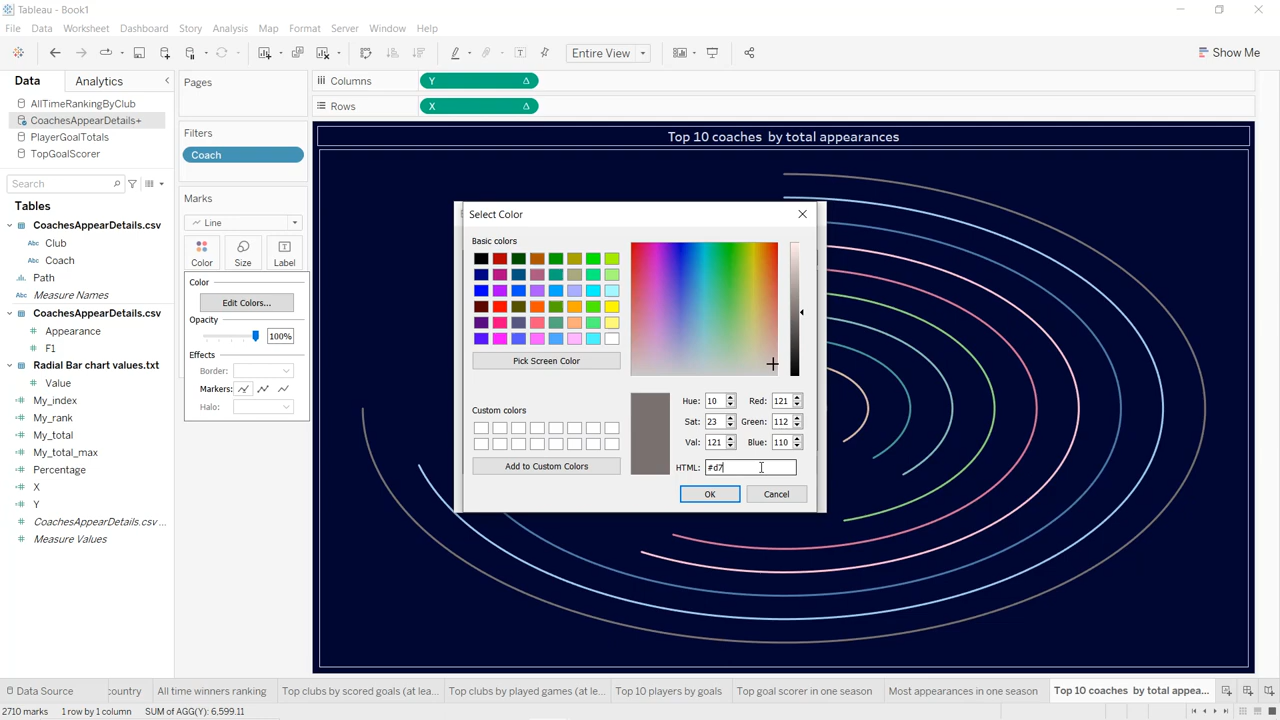 Tableau - Book1
File Data Worksheet Dashboard Story Analysis Map Format Server Window Help
Entire View
Show Me
Data Analytics
AllTimeRankingByClub
CoachesAppearDetails+
PlayerGoalTotals
TopGoalScorer
Search
Tables
CoachesAppearDetails.csv
Abc Club
Abc Coach
Path
Abc Measure Names
CoachesAppearDetails.csv
Appearance
F1
Radial Bar chart values.txt
Value
My_index
My_rank
My_total
My_total_max
Percentage
X
Y
CoachesAppearDetails.csv ...
Measure Values
Pages
Filters
Coach
Marks
Line
Color Size Label
Color
Edit Colors...
Opacity
100%
Effects
Border:
Markers:
Halo:
Columns Y
Rows X
Top 10 coaches by total appearances
Select Color
Basic colors
Pick Screen Color
Custom colors
Add to Custom Colors
Hue: 10 Red: 121
Sat: 23 Green: 112
Val: 121 Blue: 110
HTML: #d7
OK Cancel
Data Source ountry All time winners ranking Top clubs by scored goals (at lea... Top clubs by played games (at le... Top 10 players by goals Top goal scorer in one season Most appearances in one season Top 10 coaches by total appea...
2710 marks 1 row by 1 column SUM of AGG(Y): 6,599.11